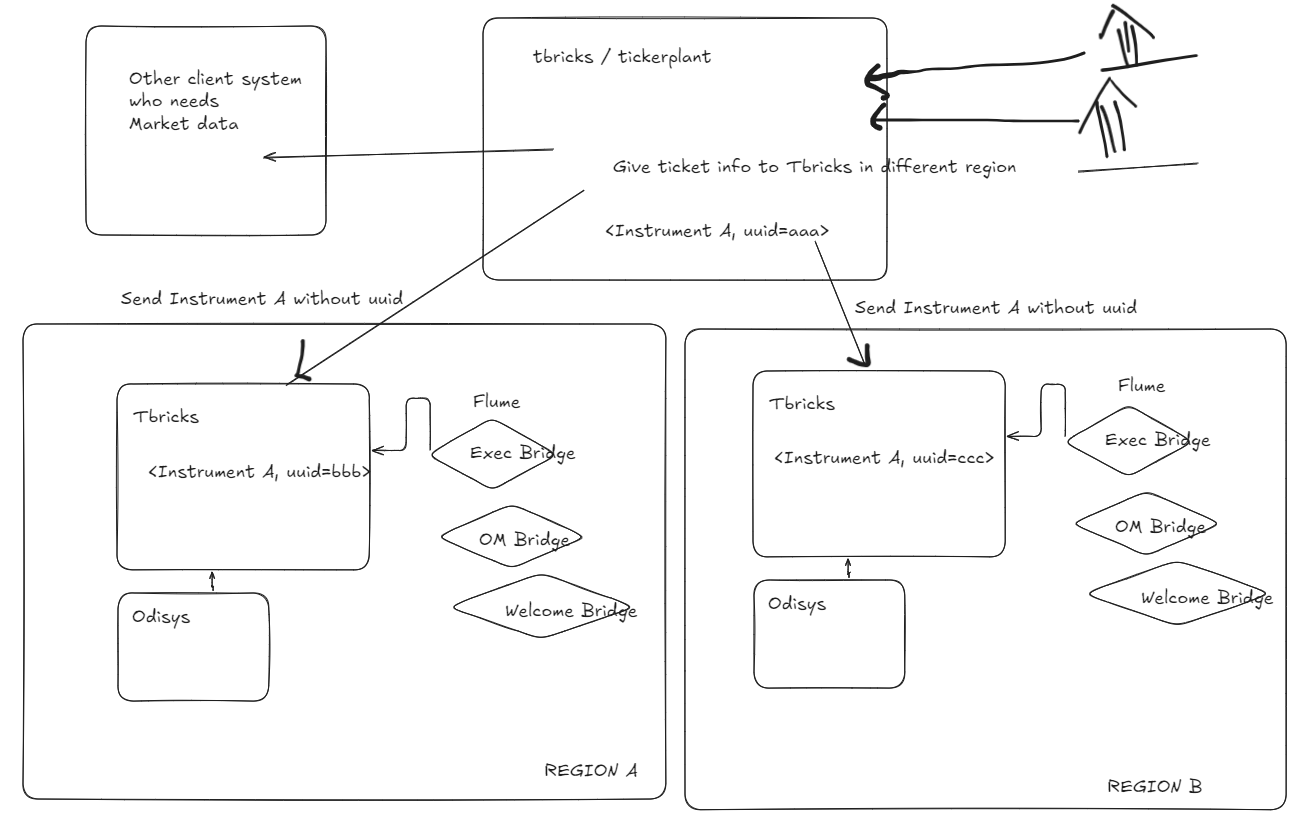 Other client system
who needs
Market data
tbricks / tickerplant
Give ticket info to Tbricks in different region
<Instrument A, uuid=aaa>
Send Instrument A without uuid
Send Instrument A without uuid
Tbricks
<Instrument A, uuid=bbb>
Flume
Exec Bridge
OM Bridge
Welcome Bridge
Odisys
REGION A
Tbricks
<Instrument A, uuid=ccc>
Flume
Exec Bridge
OM Bridge
Welcome Bridge
Odisys
REGION B